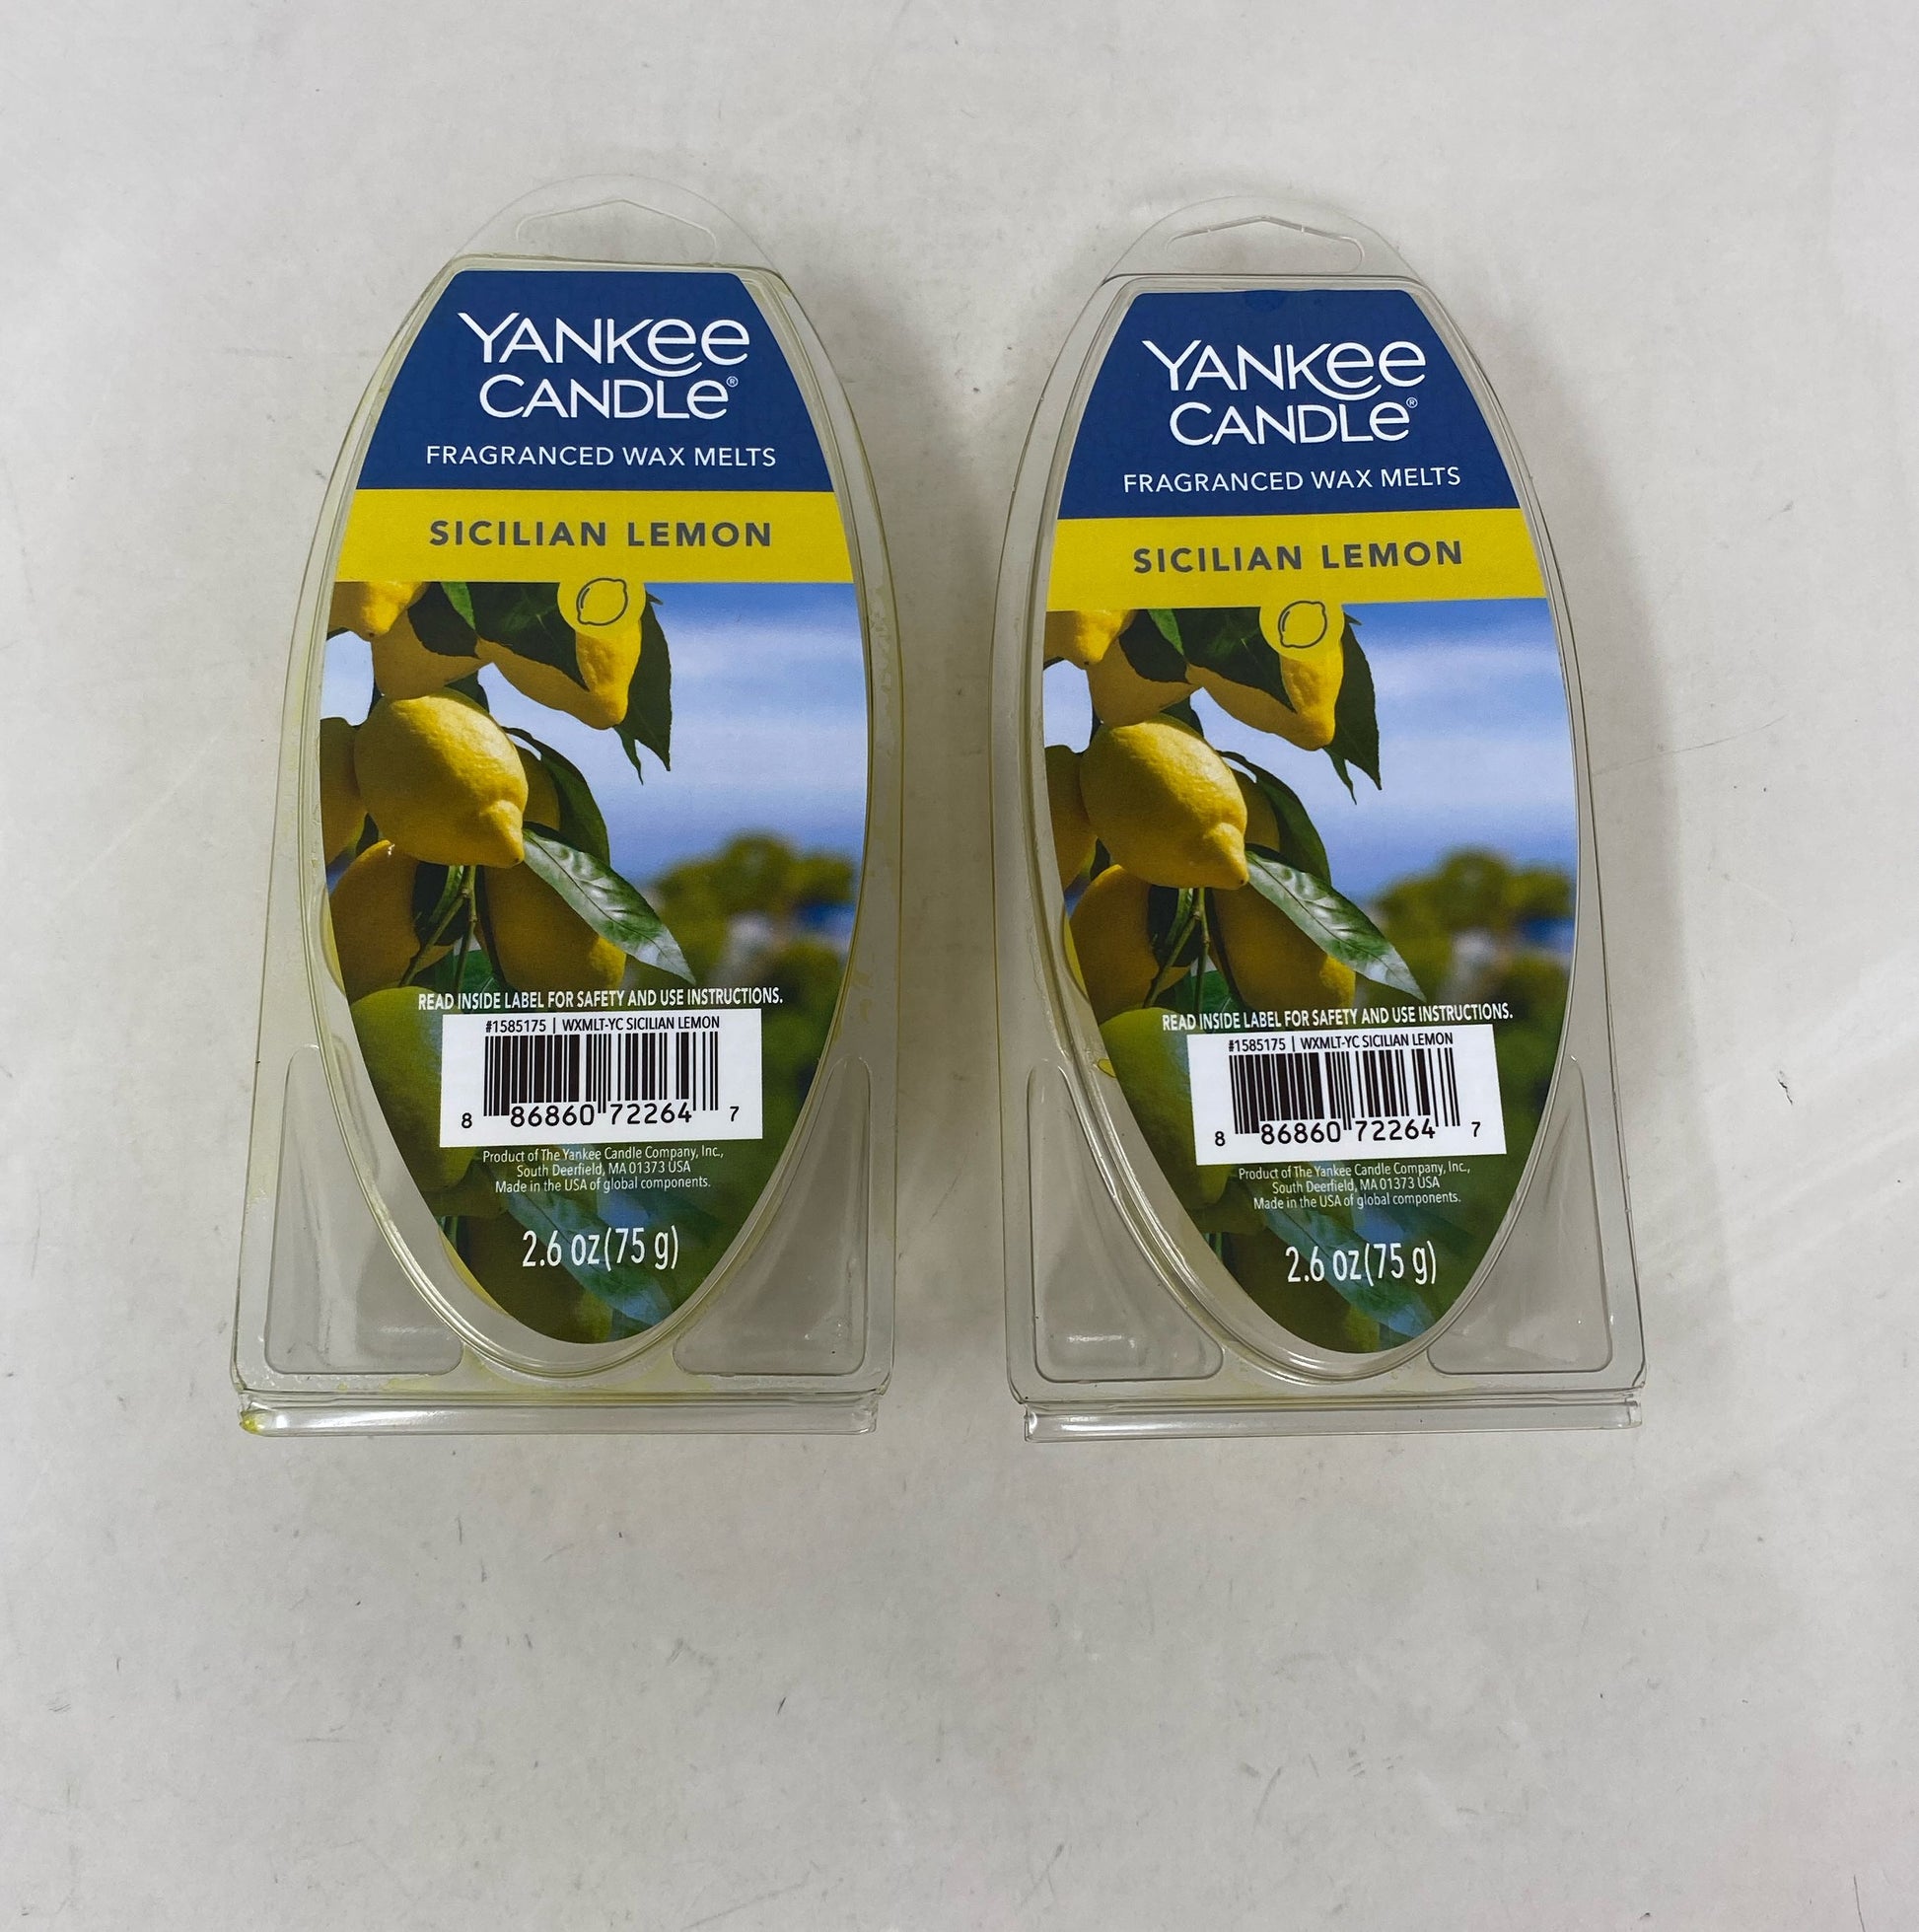 YANKEE
CANDLE®
FRAGRANCED WAX MELTS
SICILIAN LEMON
READ INSIDE LABEL FOR SAFETY AND USE INSTRUCTIONS.
#1585175 | WXMLT-YC SICILIAN LEMON
8 86860 72264 7
Product of The Yankee Candle Company, Inc.,
South Deerfield, MA 01373 USA
Made in the USA of global components.
2.6 oz(75 g)
YANKEE
CANDLE®
FRAGRANCED WAX MELTS
SICILIAN LEMON
READ INSIDE LABEL FOR SAFETY AND USE INSTRUCTIONS.
#1585175 | WXMLT-YC SICILIAN LEMON
8 86860 72264 7
Product of The Yankee Candle Company, Inc.,
South Deerfield, MA 01373 USA
Made in the USA of global components.
2.6 oz(75 g)